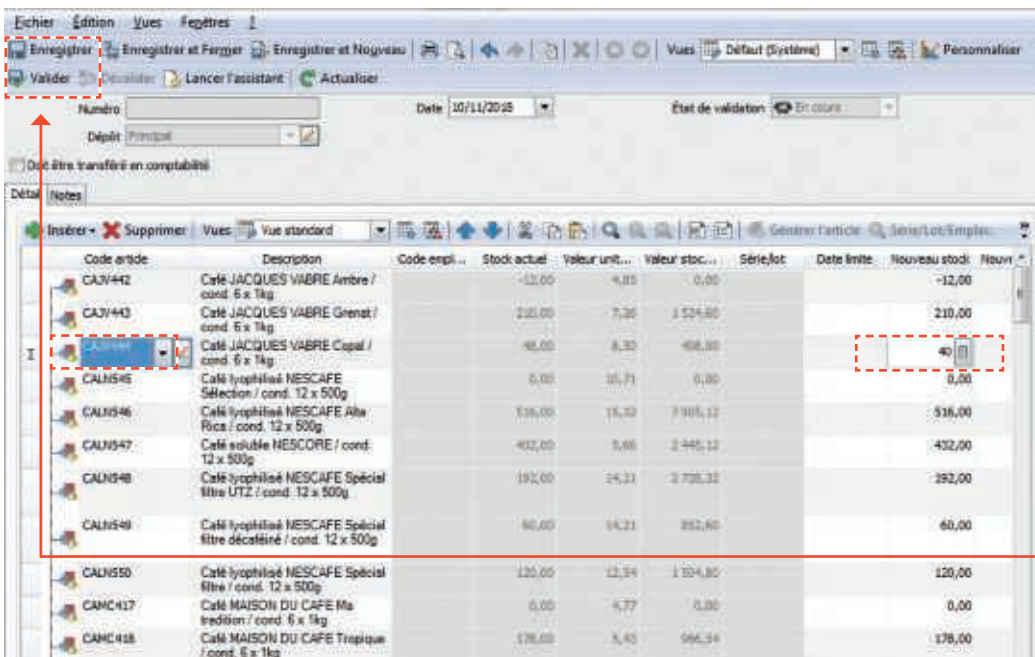 Fichier Édition Vues Fenêtres ?
Enregistrer Enregistrer et Fermer Enregistrer et Nouveau Vues Défaut (Système) Personnaliser
Valider Dévalider Lancer l'assistant Actualiser
Numéro Date 10/11/2018 État de validation En cours
Dépôt Principal
Doit être transféré en comptabilité
Détail Notes
Insérer Supprimer Vues Vue standard Générer l'article Série/Lot/Emplac.
Code article Description Code empl... Stock actuel Valeur unit... Valeur stoc... Série/lot Date limite Nouveau stock Nouv
CAJV442 Café JACQUES VABRE Ambre / -12,00 4,85 0,00 -12,00
cond. 6 x 1kg
CAJV443 Café JACQUES VABRE Grenat / 210,00 7,26 1 524,60 210,00
cond. 6 x 1kg
Café JACQUES VABRE Copal / 48,00 8,30 498,00 40
cond. 6 x 1kg
CALN545 Café lyophilisé NESCAFE 0,00 10,71 0,00 0,00
Sélection / cond. 12 x 500g
CALN546 Café lyophilisé NESCAFE Alta 516,00 15,32 7 905,12 516,00
Rica / cond. 12 x 500g
CALN547 Café soluble NESCORE / cond. 432,00 5,66 2 445,12 432,00
12 x 500g
CALN548 Café lyophilisé NESCAFE Spécial 192,00 14,21 2 728,32 192,00
filtre UTZ / cond. 12 x 500g
CALN549 Café lyophilisé NESCAFE Spécial 60,00 14,21 852,60 60,00
filtre décaféiné / cond. 12 x 500g
CALN550 Café lyophilisé NESCAFE Spécial 120,00 12,54 1 504,80 120,00
filtre / cond. 12 x 500g
CAMC417 Café MAISON DU CAFE Ma 0,00 4,77 0,00 0,00
tradition / cond. 6 x 1kg
CAMC418 Café MAISON DU CAFE Tropique 178,00 5,43 966,54 178,00
/ cond. 6 x 1kg